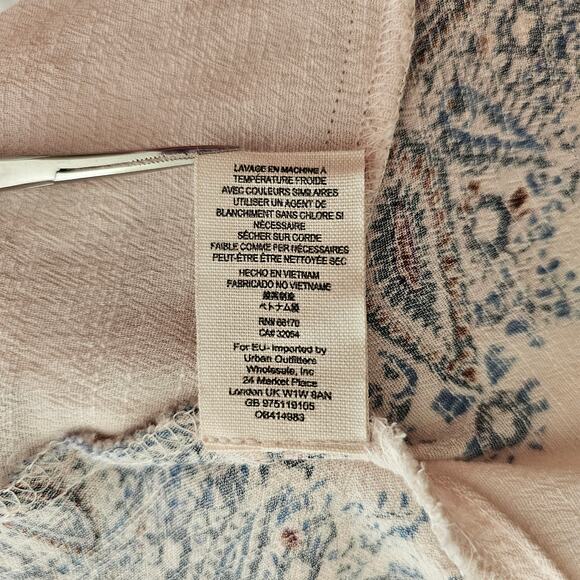 LAVAGE EN MACHINE À
TEMPÉRATURE FROIDE
AVEC COULEURS SIMILAIRES
UTILISER UN AGENT DE
BLANCHIMENT SANS CHLORE SI
NÉCESSAIRE
SÉCHER SUR CORDE
FAIBLE COMME FER NÉCESSAIRES
PEUT-ÊTRE ÊTRE NETTOYÉE SEC
HECHO EN VIETNAM
FABRICADO NO VIETNAME
越南制造
ベトナム製
RN# 66170
CA# 32054
For EU- Imported by
Urban Outfitters
Wholesale, Inc
24 Market Place
London UK W1W 8AN
GB 975119105
OB414983